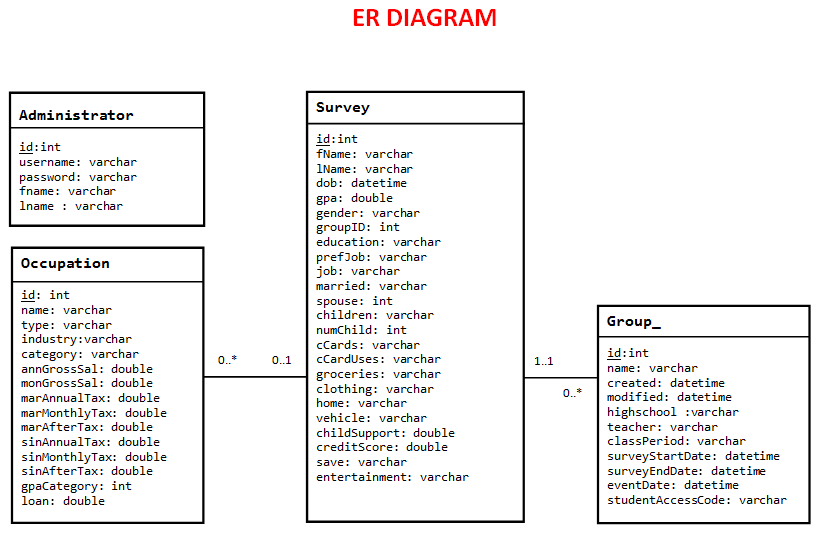 ER DIAGRAM
Administrator
id:int
username: varchar
password: varchar
fname: varchar
lname : varchar
Occupation
id: int
name: varchar
type: varchar
industry:varchar
category: varchar
annGrossSal: double
monGrossSal: double
marAnnualTax: double
marMonthlyTax: double
marAfterTax: double
sinAnnualTax: double
sinMonthlyTax: double
sinAfterTax: double
gpaCategory: int
loan: double
0..*
0..1
Survey
id:int
fName: varchar
lName: varchar
dob: datetime
gpa: double
gender: varchar
groupID: int
education: varchar
prefJob: varchar
job: varchar
married: varchar
spouse: int
children: varchar
numChild: int
cCards: varchar
cCardUses: varchar
groceries: varchar
clothing: varchar
home: varchar
vehicle: varchar
childSupport: double
creditScore: double
save: varchar
entertainment: varchar
1..1
0..*
Group_
id:int
name: varchar
created: datetime
modified: datetime
highschool :varchar
teacher: varchar
classPeriod: varchar
surveyStartDate: datetime
surveyEndDate: datetime
eventDate: datetime
studentAccessCode: varchar